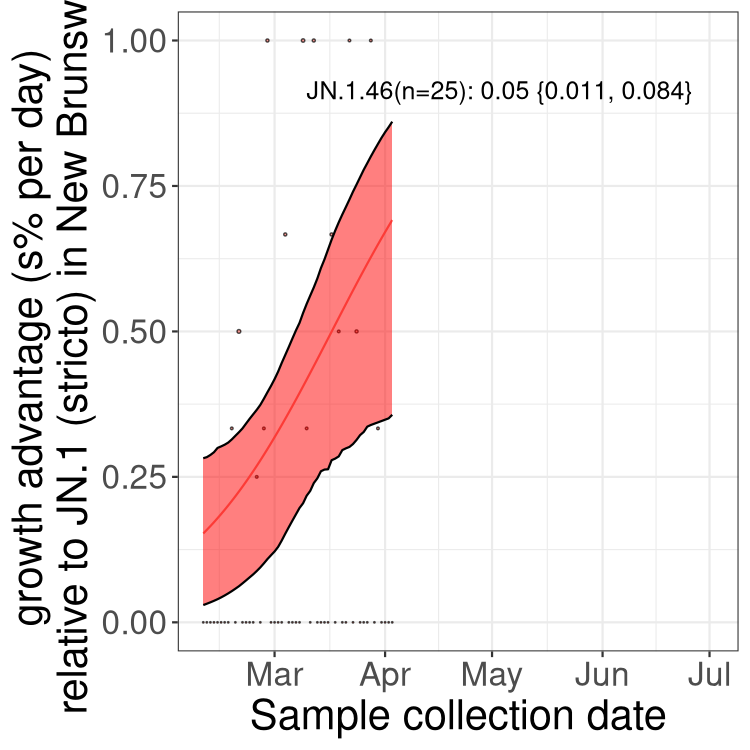 growth advantage (s% per day)
relative to JN.1 (stricto) in New Brunsw
1.00
0.75
0.50
0.25
0.00
JN.1.46(n=25): 0.05 {0.011, 0.084}
Mar Apr May Jun Jul
Sample collection date